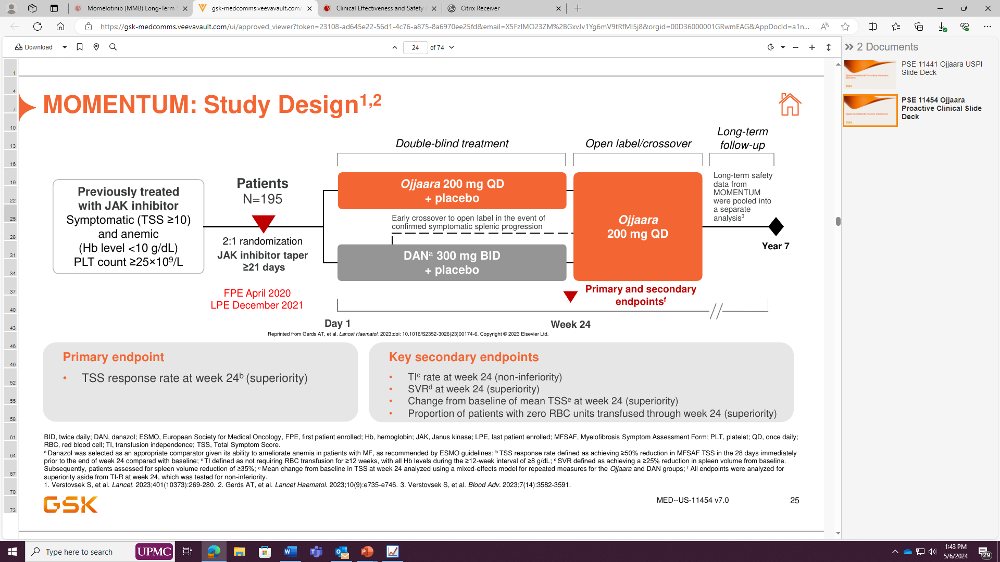 Momelotinib (MMB) Long-Term S
gsk-medcomms.veevavault.com/
Clinical Effectiveness and Safety
Citrix Receiver
https://gsk-medcomms.veevavault.com/ui/approved_viewer?token=23108-ad645e22-56d1-4c76-a875-8a6970ee25fd&email=X5FzIMO23ZM%2BGxvJv1Yg6mV9tRfMI5j8&orgid=00D36000001GRwmEAG&AppDocId=a1n...
Download
24 of 74
2 Documents
PSE 11441 Ojjaara USPI
Slide Deck
PSE 11454 Ojjaara
Proactive Clinical Slide
Deck
1
4
7
10
13
16
19
22
25
28
31
34
37
40
43
46
49
52
55
58
61
64
67
70
73
MOMENTUM: Study Design1,2
Double-blind treatment
Open label/crossover
Long-term
follow-up
Previously treated
with JAK inhibitor
Symptomatic (TSS ≥10)
and anemic
(Hb level <10 g/dL)
PLT count ≥25×10⁹/L
Patients
N=195
2:1 randomization
JAK inhibitor taper
≥21 days
FPE April 2020
LPE December 2021
Ojjaara 200 mg QD
+ placebo
Early crossover to open label in the event of
confirmed symptomatic splenic progression
DANa 300 mg BID
+ placebo
Ojjaara
200 mg QD
Long-term safety
data from
MOMENTUM
were pooled into
a separate
analysis3
Year 7
Primary and secondary
endpointsf
Day 1
Week 24
Reprinted from Gerds AT, et al. Lancet Haematol. 2023;doi: 10.1016/S2352-3026(23)00174-6. Copyright © 2023 Elsevier Ltd.
Primary endpoint
• TSS response rate at week 24b (superiority)
Key secondary endpoints
• TIc rate at week 24 (non-inferiority)
• SVRd at week 24 (superiority)
• Change from baseline of mean TSSe at week 24 (superiority)
• Proportion of patients with zero RBC units transfused through week 24 (superiority)
BID, twice daily; DAN, danazol; ESMO, European Society for Medical Oncology, FPE, first patient enrolled; Hb, hemoglobin; JAK, Janus kinase; LPE, last patient enrolled; MFSAF, Myelofibrosis Symptom Assessment Form; PLT, platelet; QD, once daily;
RBC, red blood cell; TI, transfusion independence; TSS, Total Symptom Score.
a Danazol was selected as an appropriate comparator given its ability to ameliorate anemia in patients with MF, as recommended by ESMO guidelines; b TSS response rate defined as achieving ≥50% reduction in MFSAF TSS in the 28 days immediately
prior to the end of week 24 compared with baseline; c TI defined as not requiring RBC transfusion for ≥12 weeks, with all Hb levels during the ≥12-week interval of ≥8 g/dL; d SVR defined as achieving a ≥25% reduction in spleen volume from baseline.
Subsequently, patients assessed for spleen volume reduction of ≥35%; e Mean change from baseline in TSS at week 24 analyzed using a mixed-effects model for repeated measures for the Ojjaara and DAN groups; f All endpoints were analyzed for
superiority aside from TI-R at week 24, which was tested for non-inferiority.
1. Verstovsek S, et al. Lancet. 2023;401(10373):269-280. 2. Gerds AT, et al. Lancet Haematol. 2023;10(9):e735-e746. 3. Verstovsek S, et al. Blood Adv. 2023;7(14):3582-3591.
GSK
MED--US-11454 v7.0
25
Type here to search
UPMC
1:43 PM
5/6/2024
29